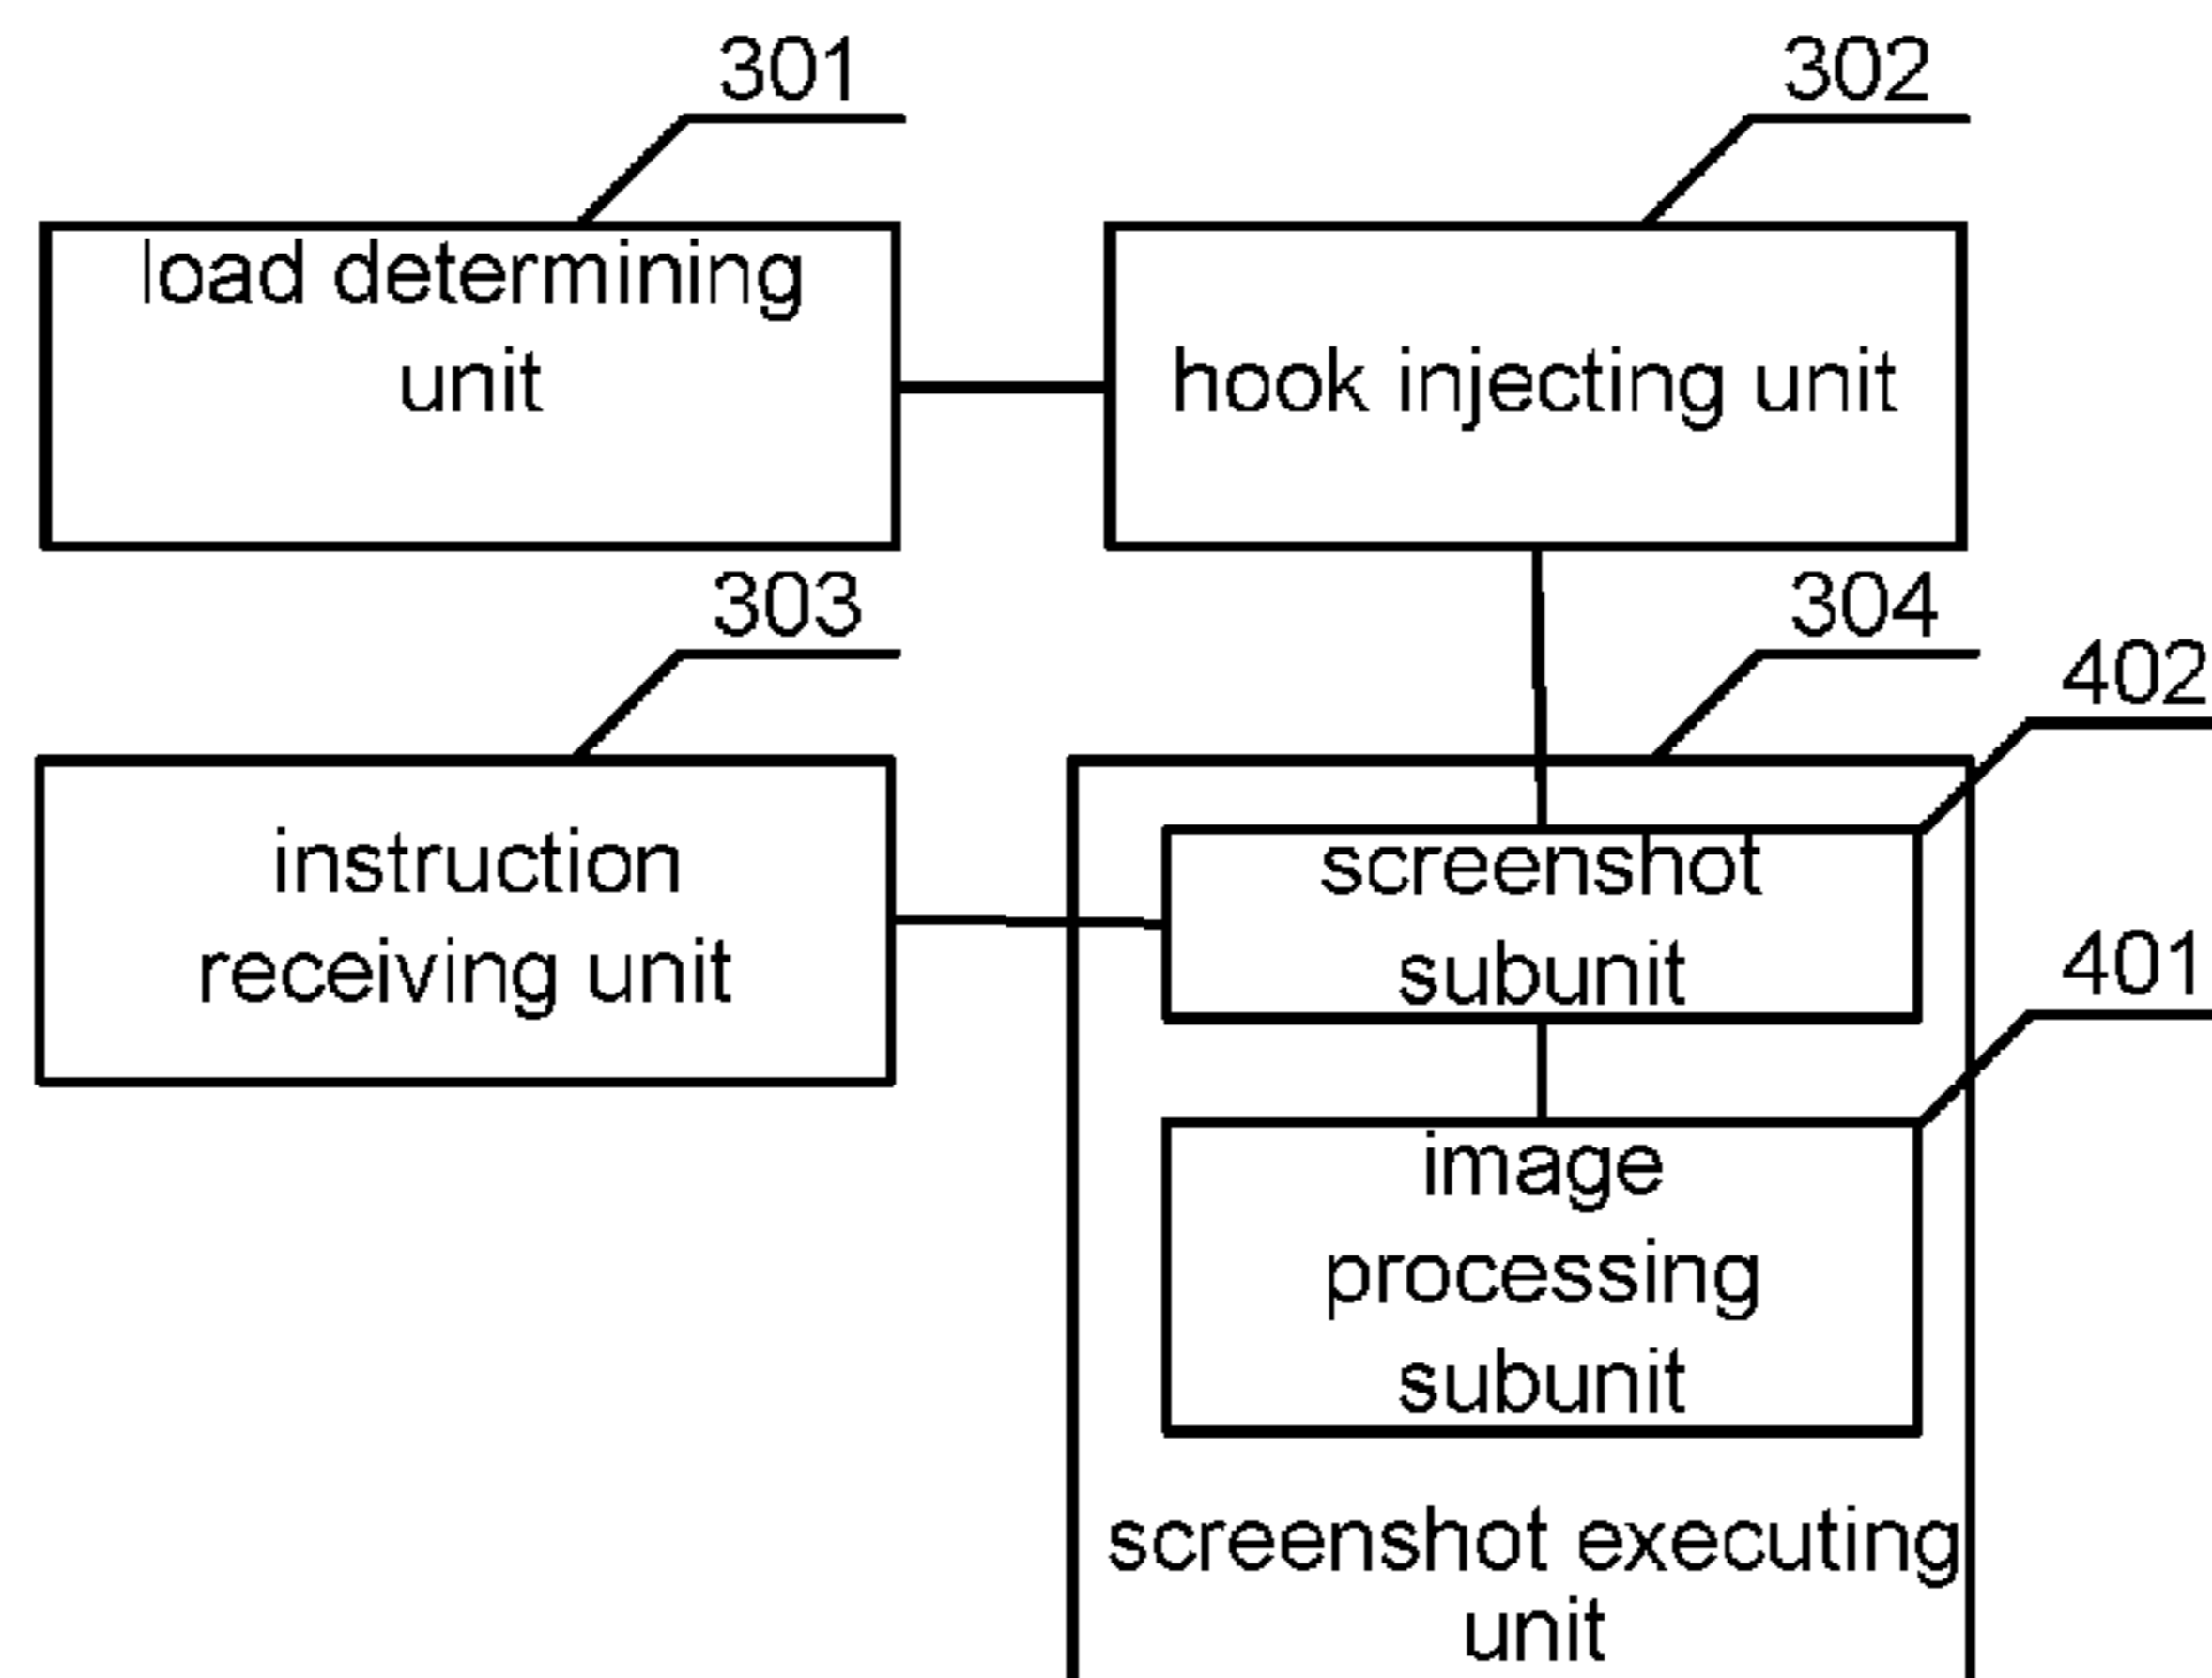 301
302
load determining
unit
hook injecting unit
303
304
402
instruction
receiving unit
screenshot
subunit
401
image
processing
subunit
screenshot executing
unit